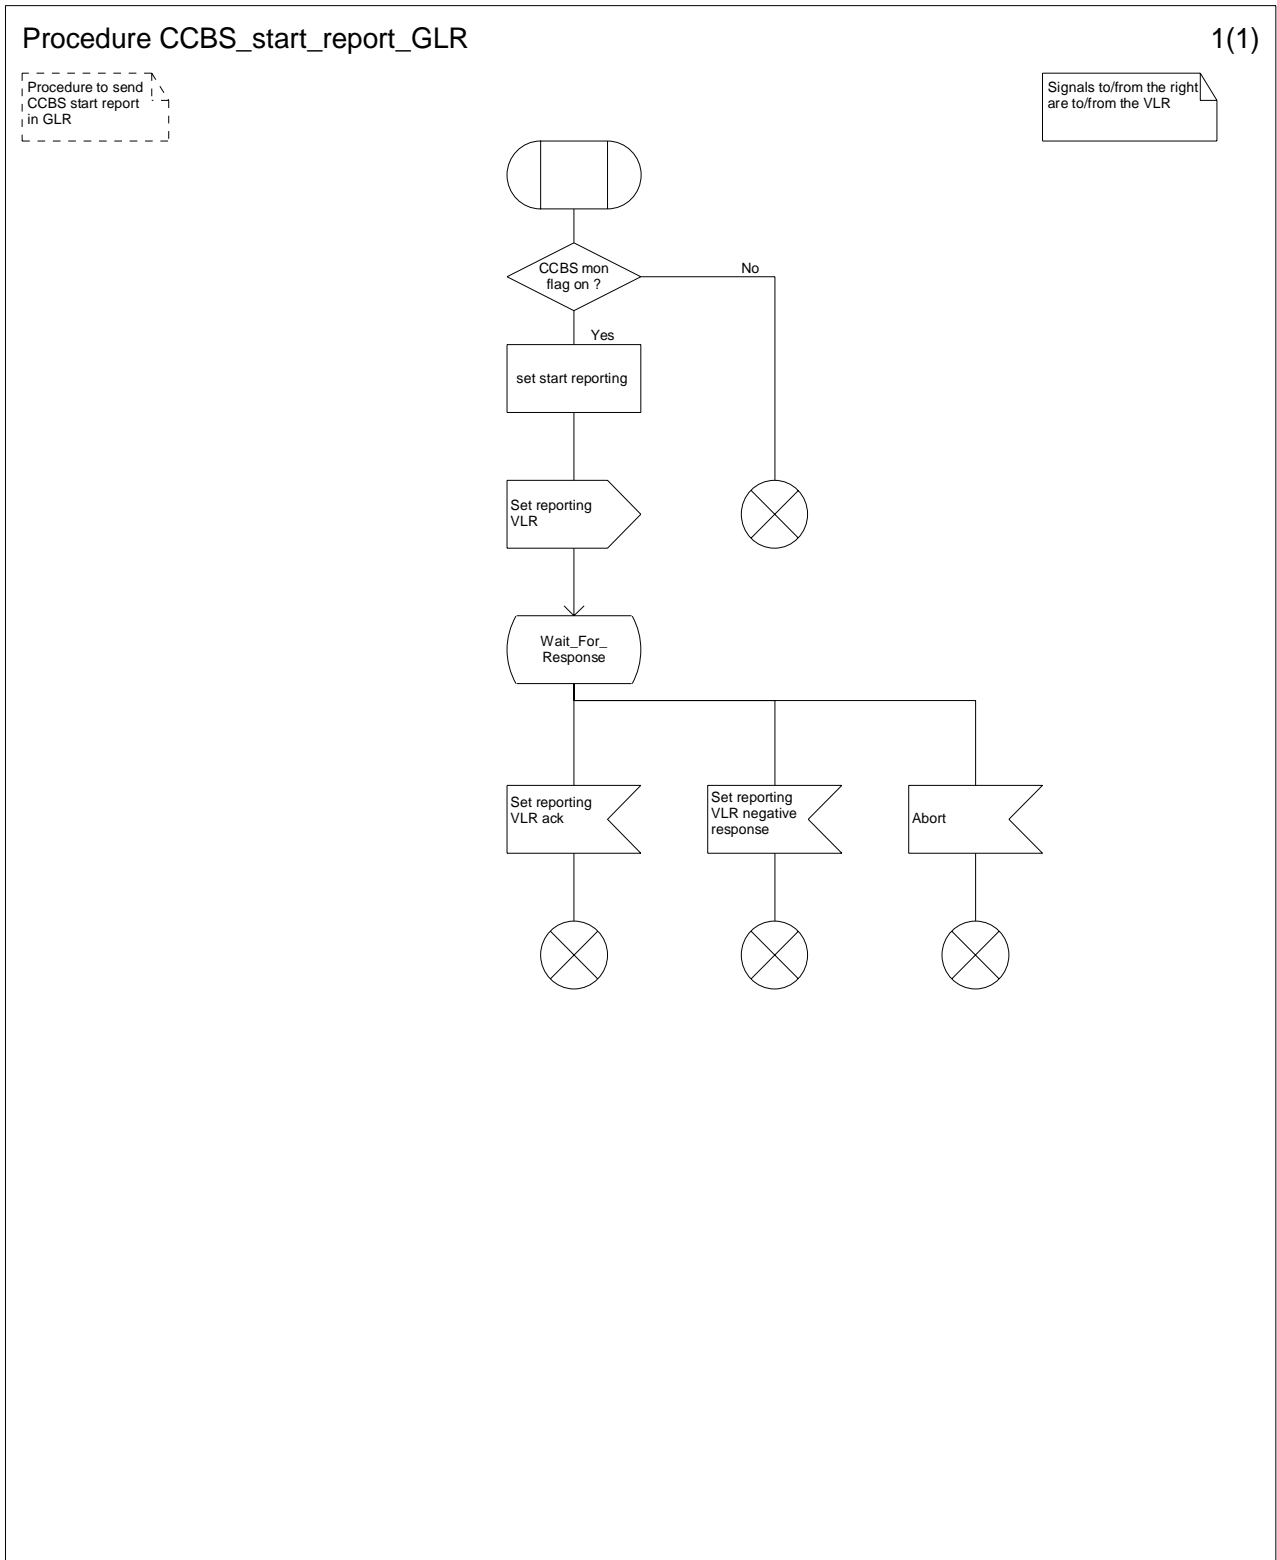 Procedure CCBS_start_report_GLR
1(1)
Procedure to send
CCBS start report
in GLR
Signals to/from the right
are to/from the VLR
CCBS mon
flag on ?
No
Yes
set start reporting
Set reporting
VLR
Wait_For_
Response
Set reporting
VLR ack
Set reporting
VLR negative
response
Abort